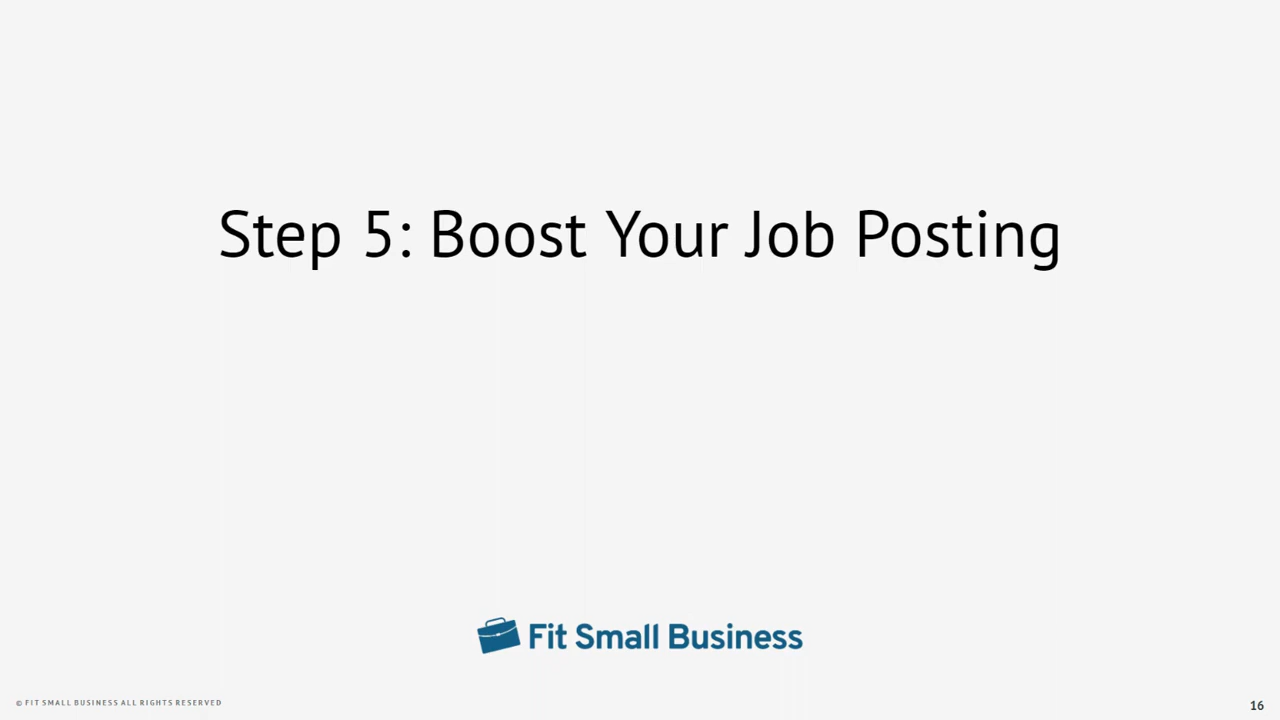 Step 5: Boost Your Job Posting
Fit Small Business
© FIT SMALL BUSINESS ALL RIGHTS RESERVED
16